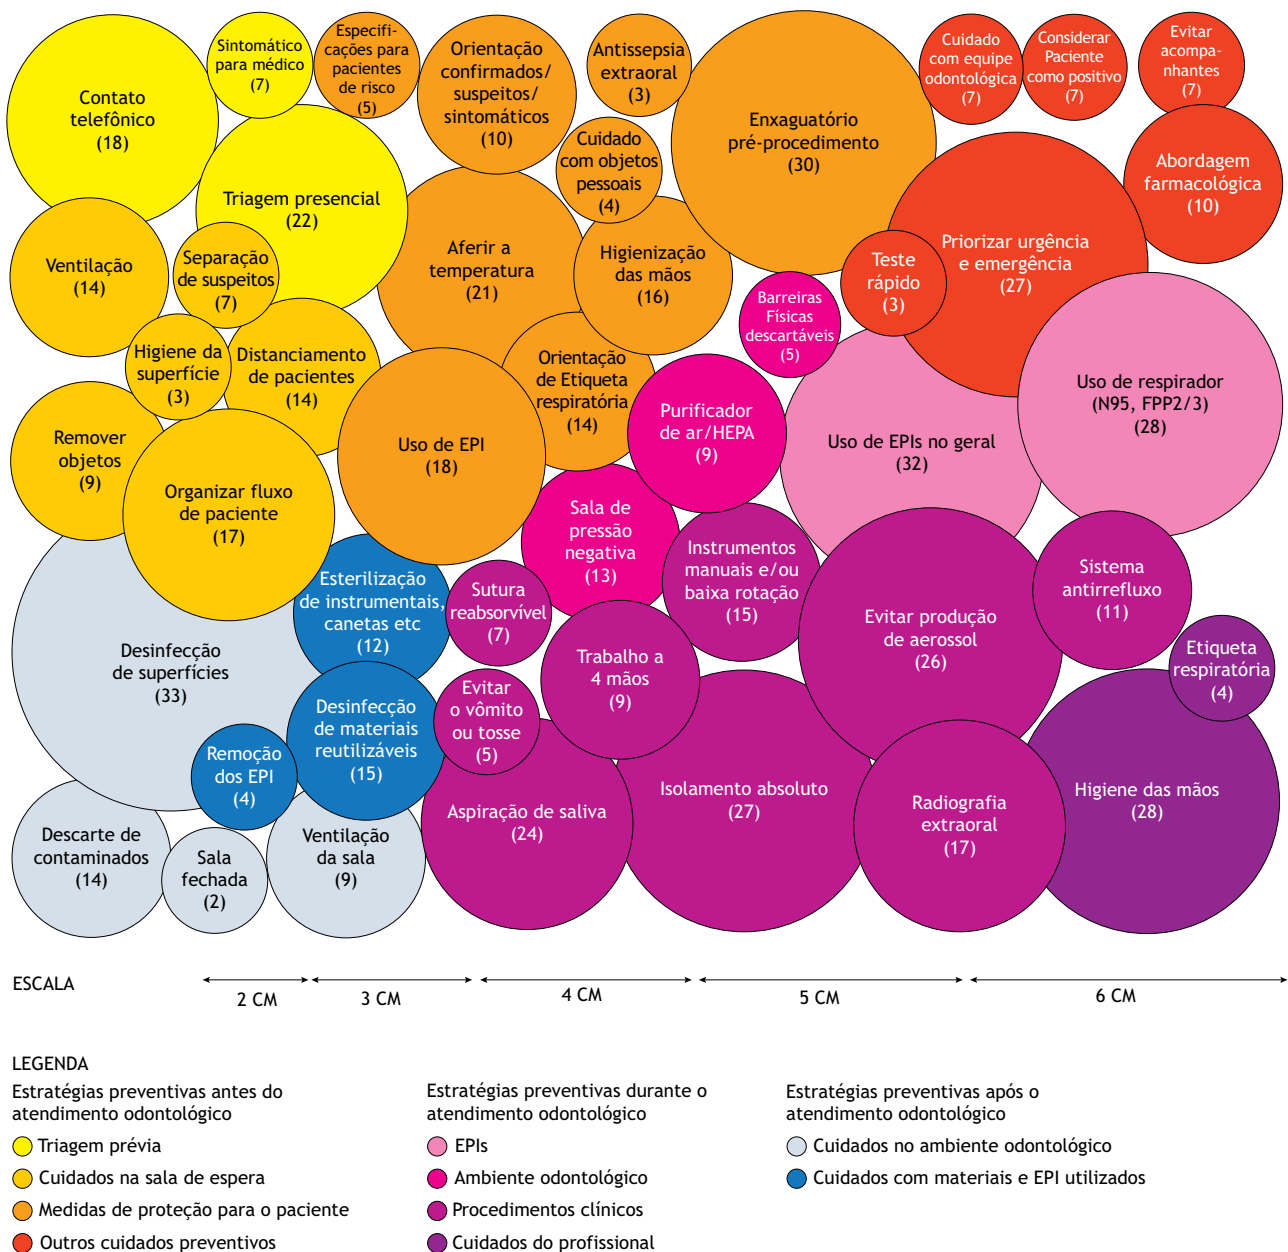 Contato
telefônico
(18)
Sintomático
para médico
(7)
Especifi-
cações para
pacientes
de risco
(5)
Orientação
confirmados/
suspeitos/
sintomáticos
(10)
Antissepsia
extraoral
(3)
Enxaguatório
pré-procedimento
(30)
Cuidado
com equipe
odontológica
(7)
Considerar
Paciente
como positivo
(7)
Evitar
acompa-
nhantes
(7)
Triagem presencial
(22)
Cuidado
com objetos
pessoais
(4)
Abordagem
farmacológica
(10)
Ventilação
(14)
Separação
de suspeitos
(7)
Aferir a
temperatura
(21)
Higienização
das mãos
(16)
Teste
rápido
(3)
Priorizar urgência
e emergência
(27)
Barreiras
Físicas
descartáveis
(5)
Higiene da
superfície
(3)
Distanciamento
de pacientes
(14)
Orientação
de Etiqueta
respiratória
(14)
Purificador
de ar/HEPA
(9)
Uso de respirador
(N95, FPP2/3)
(28)
Remover
objetos
(9)
Uso de EPI
(18)
Uso de EPIs no geral
(32)
Organizar fluxo
de paciente
(17)
Sala de
pressão
negativa
(13)
Instrumentos
manuais e/ou
baixa rotação
(15)
Esterilização
de instrumentais,
canetas etc
(12)
Sutura
reabsorvível
(7)
Evitar produção
de aerossol
(26)
Sistema
antirrefluxo
(11)
Desinfecção
de superfícies
(33)
Trabalho a
4 mãos
(9)
Etiqueta
respiratória
(4)
Desinfecção
de materiais
reutilizáveis
(15)
Evitar
o vômito
ou tosse
(5)
Remoção
dos EPI
(4)
Aspiração de saliva
(24)
Isolamento absoluto
(27)
Radiografia
extraoral
(17)
Higiene das mãos
(28)
Descarte de
contaminados
(14)
Sala
fechada
(2)
Ventilação
da sala
(9)
ESCALA
2 CM
3 CM
4 CM
5 CM
6 CM
LEGENDA
Estratégias preventivas antes do
atendimento odontológico
Triagem prévia
Cuidados na sala de espera
Medidas de proteção para o paciente
Outros cuidados preventivos
Estratégias preventivas durante o
atendimento odontológico
EPIs
Ambiente odontológico
Procedimentos clínicos
Cuidados do profissional
Estratégias preventivas após o
atendimento odontológico
Cuidados no ambiente odontológico
Cuidados com materiais e EPI utilizados